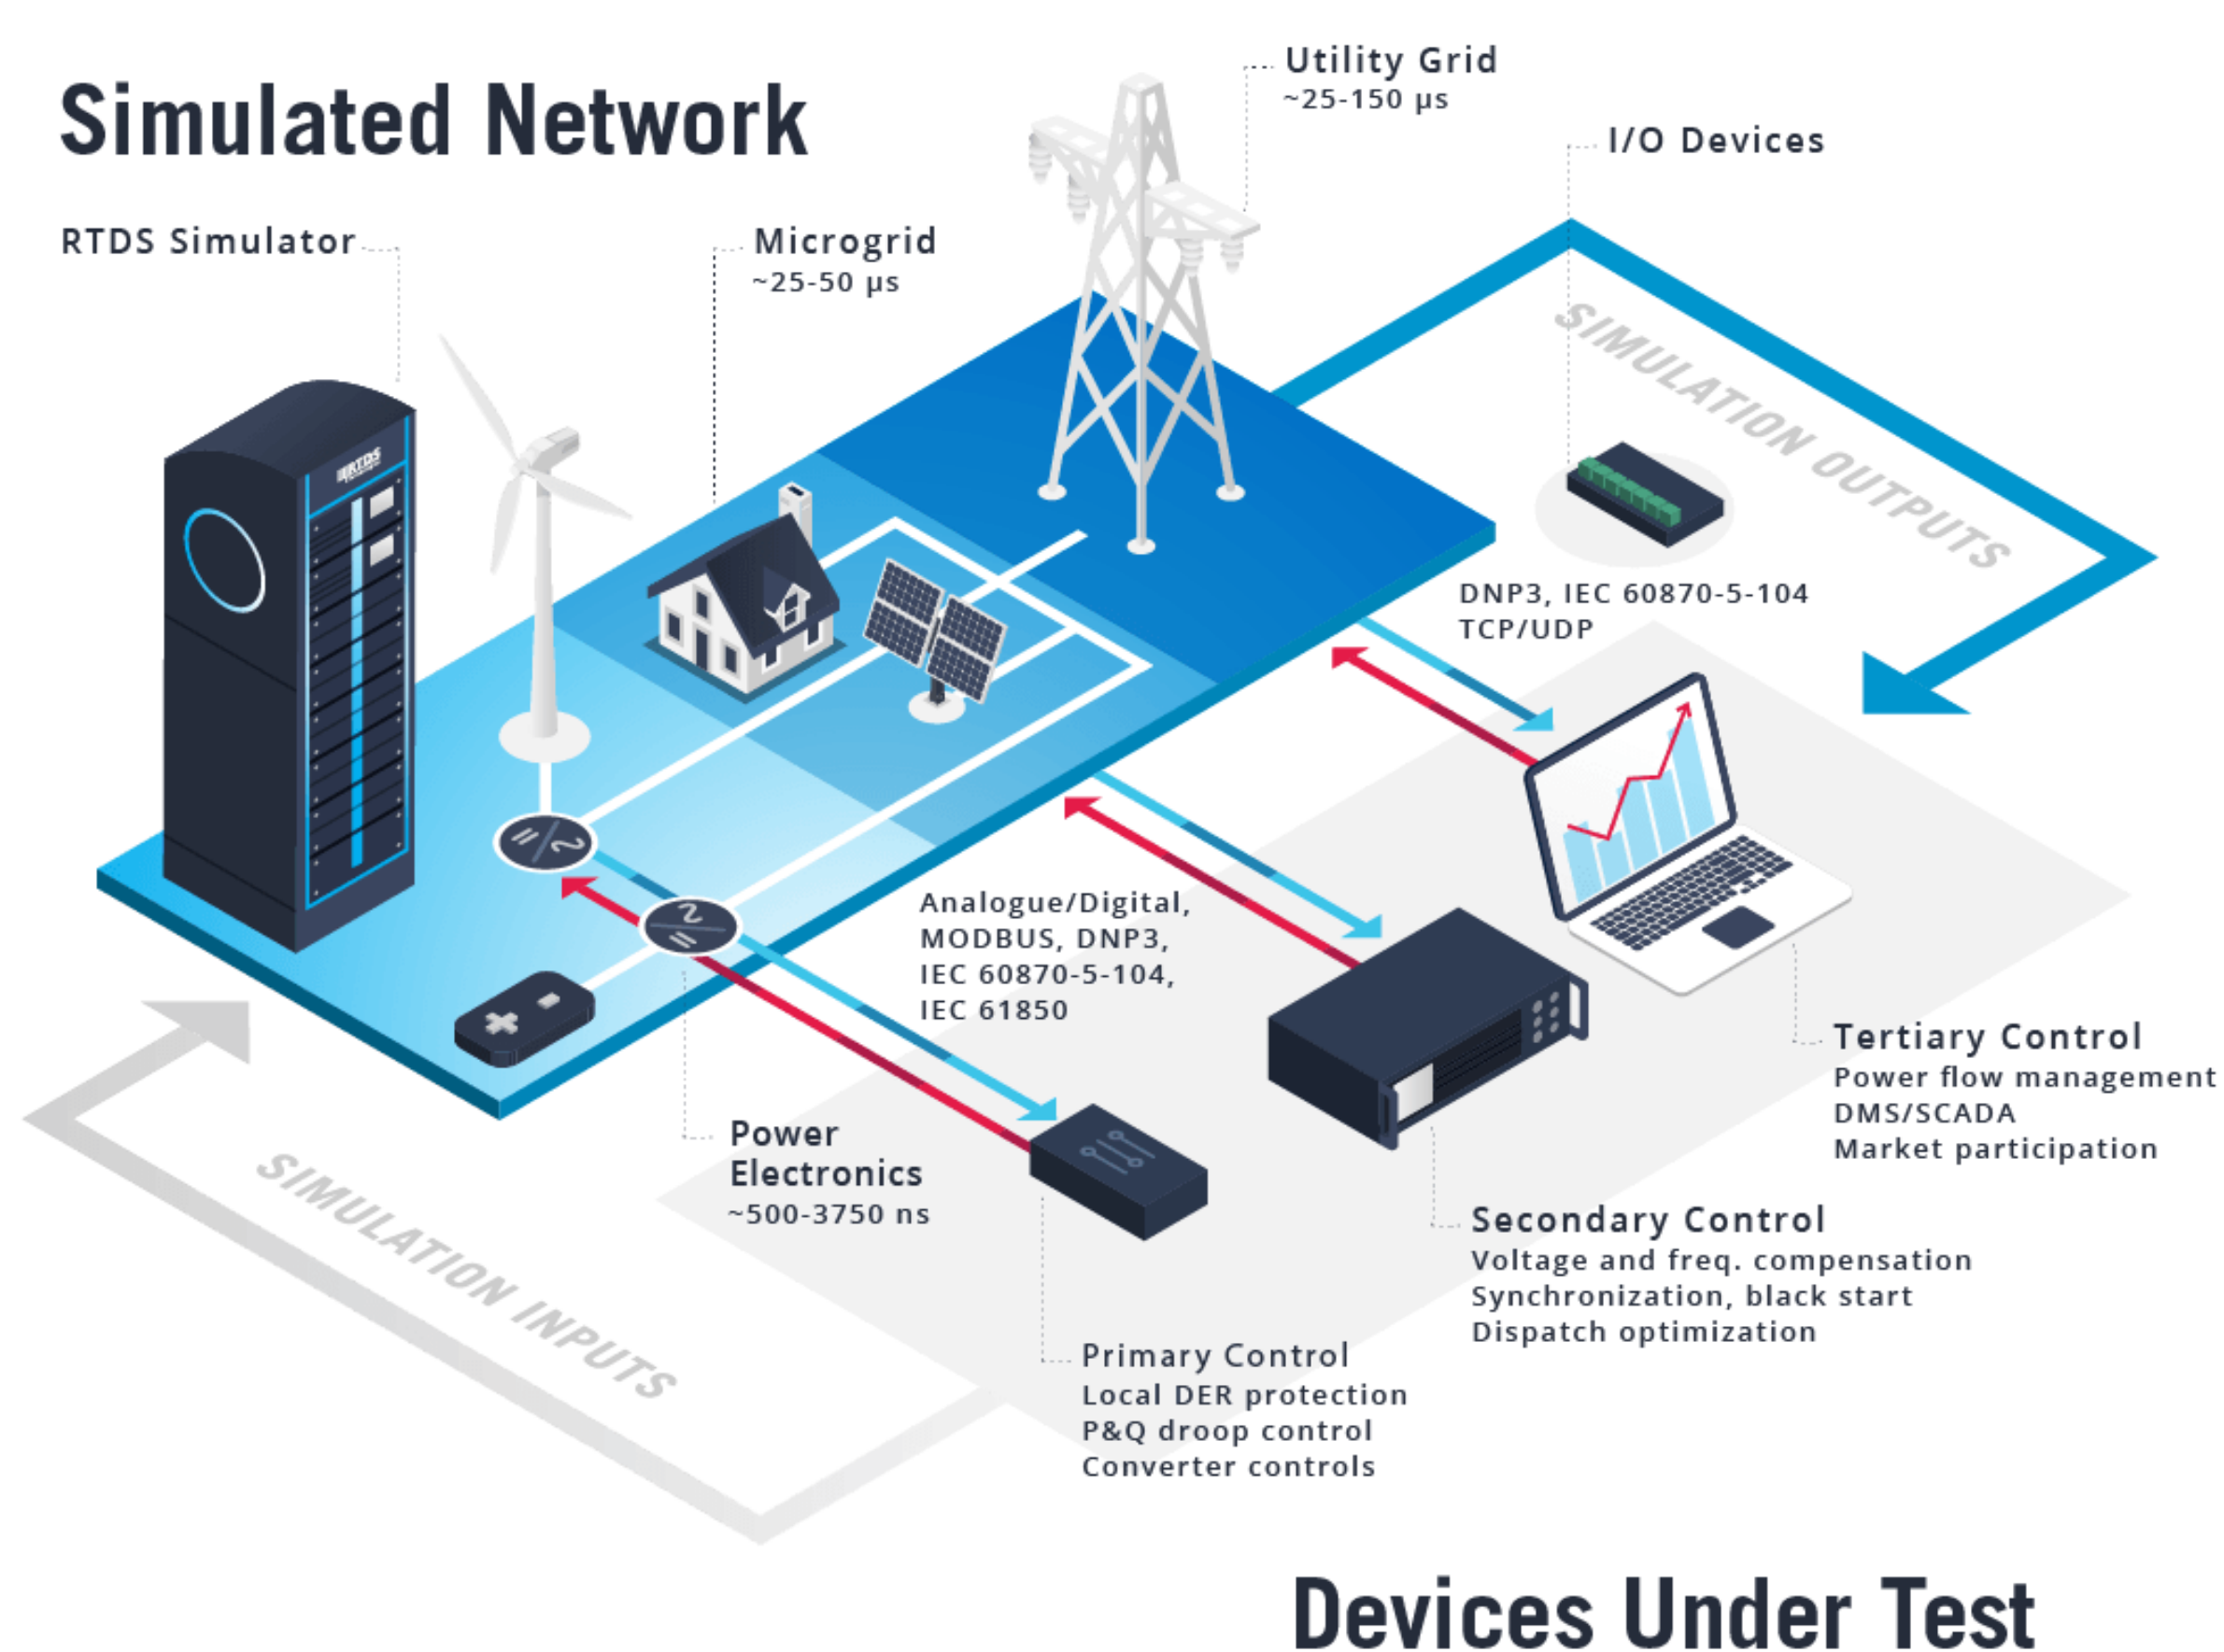 Simulated Network
Utility Grid
~25-150 µs
I/O Devices
RTDS Simulator
Microgrid
~25-50 µs
SIMULATION OUTPUTS
RTDS
DNP3, IEC 60870-5-104
TCP/UDP
Analogue/Digital,
MODBUS, DNP3,
IEC 60870-5-104,
IEC 61850
Tertiary Control
Power flow management
DMS/SCADA
Market participation
Power
Electronics
~500-3750 ns
SIMULATION INPUTS
Secondary Control
Voltage and freq. compensation
Synchronization, black start
Dispatch optimization
Primary Control
Local DER protection
P&Q droop control
Converter controls
Devices Under Test